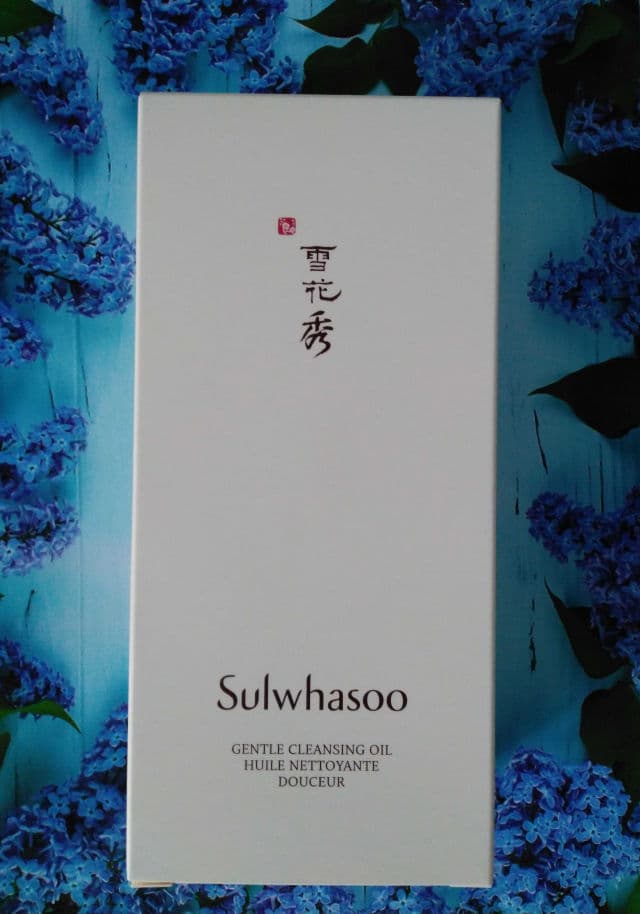 雪花秀
Sulwhasoo
GENTLE CLEANSING OIL
HUILE NETTOYANTE
DOUCEUR